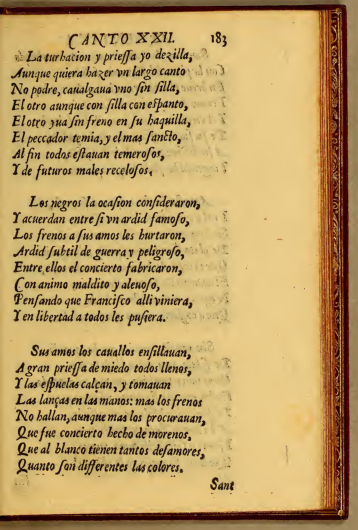 CANTO XXII. 183
La turbacion y prieſſa yo dezilla,
Aunque quiera hazer vn largo canto
No podre, caualgaua vno ſin ſilla,
El otro aunque con ſilla con eſpanto,
El otro yua ſin freno en ſu haquilla,
El peccador temia, y el mas ſancto,
Al fin todos eſtauan temeroſos,
Y de futuros males receloſos.
Los negros la ocaſion conſideraron,
Y acuerdan entre ſi vn ardid famoſo,
Los frenos a ſus amos les hurtaron,
Ardid ſubtil de guerra y peligroſo,
Entre ellos el concierto fabricaron,
Con animo maldito y aleuoſo,
Penſando que Franciſco alli viniera,
Y en libertad a todos les puſiera.
Sus amos los cauallos enſillauan,
A gran prieſſa de miedo todos llenos,
Y las eſpuelas calçan, y tomauan
Las lanças en las manos: mas los frenos
No hallan, aunque mas los procurauan,
Que fue concierto hecho de morenos,
Que al blanco tienen tantos deſamores,
Quanto ſon differentes las colores.
Sant